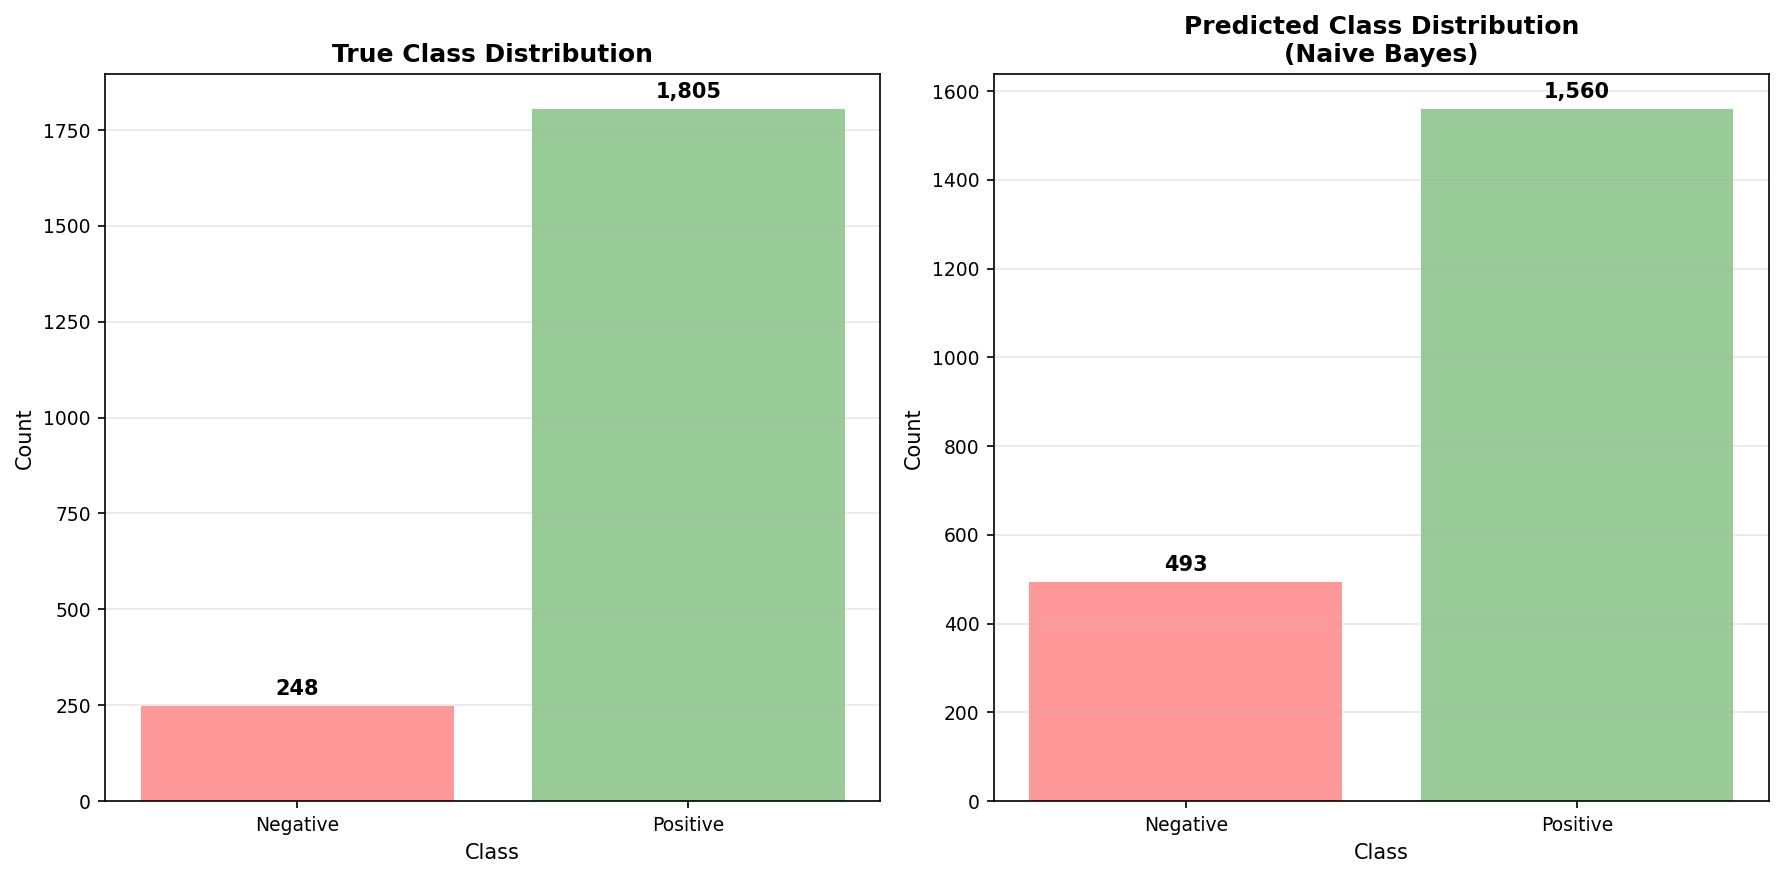 True Class Distribution
1750
1500
1250
1000
750
500
250
0
Count
248
1,805
Negative
Positive
Class
Predicted Class Distribution
(Naive Bayes)
1600
1400
1200
1000
800
600
400
200
0
Count
493
1,560
Negative
Positive
Class